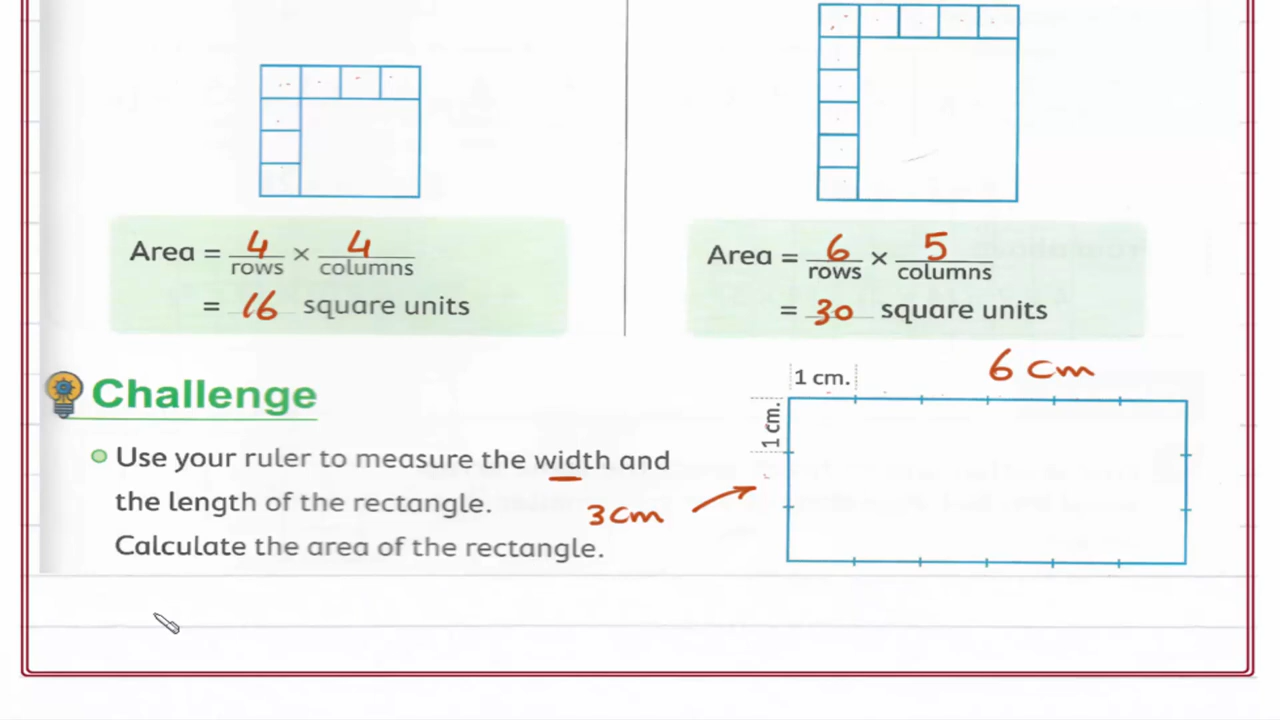 Area = 4 × 4
rows columns
= 16 square units
Area = 6 × 5
rows columns
= 30 square units
Challenge
Use your ruler to measure the width and
the length of the rectangle.
Calculate the area of the rectangle.
6 cm
1 cm.
1 cm.
3 cm